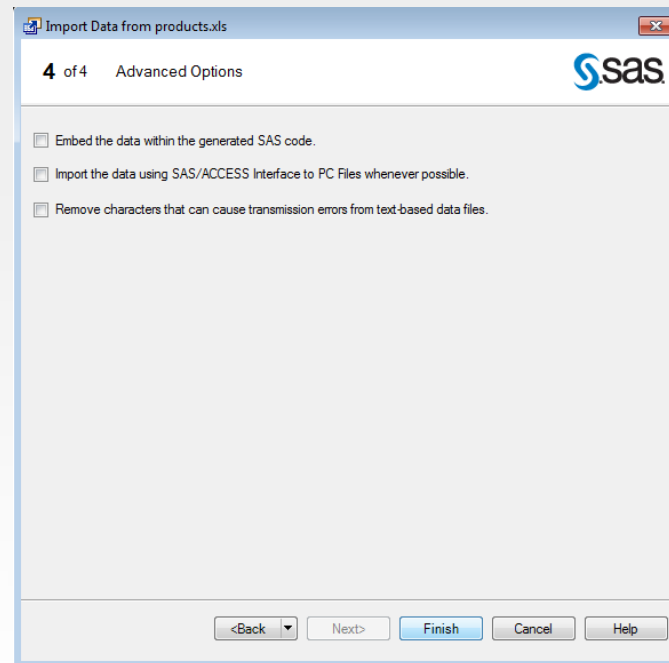 Import Data from products.xls
4 of 4 Advanced Options
sas
Embed the data within the generated SAS code.
Import the data using SAS/ACCESS Interface to PC Files whenever possible.
Remove characters that can cause transmission errors from text-based data files.
<Back Next> Finish Cancel Help